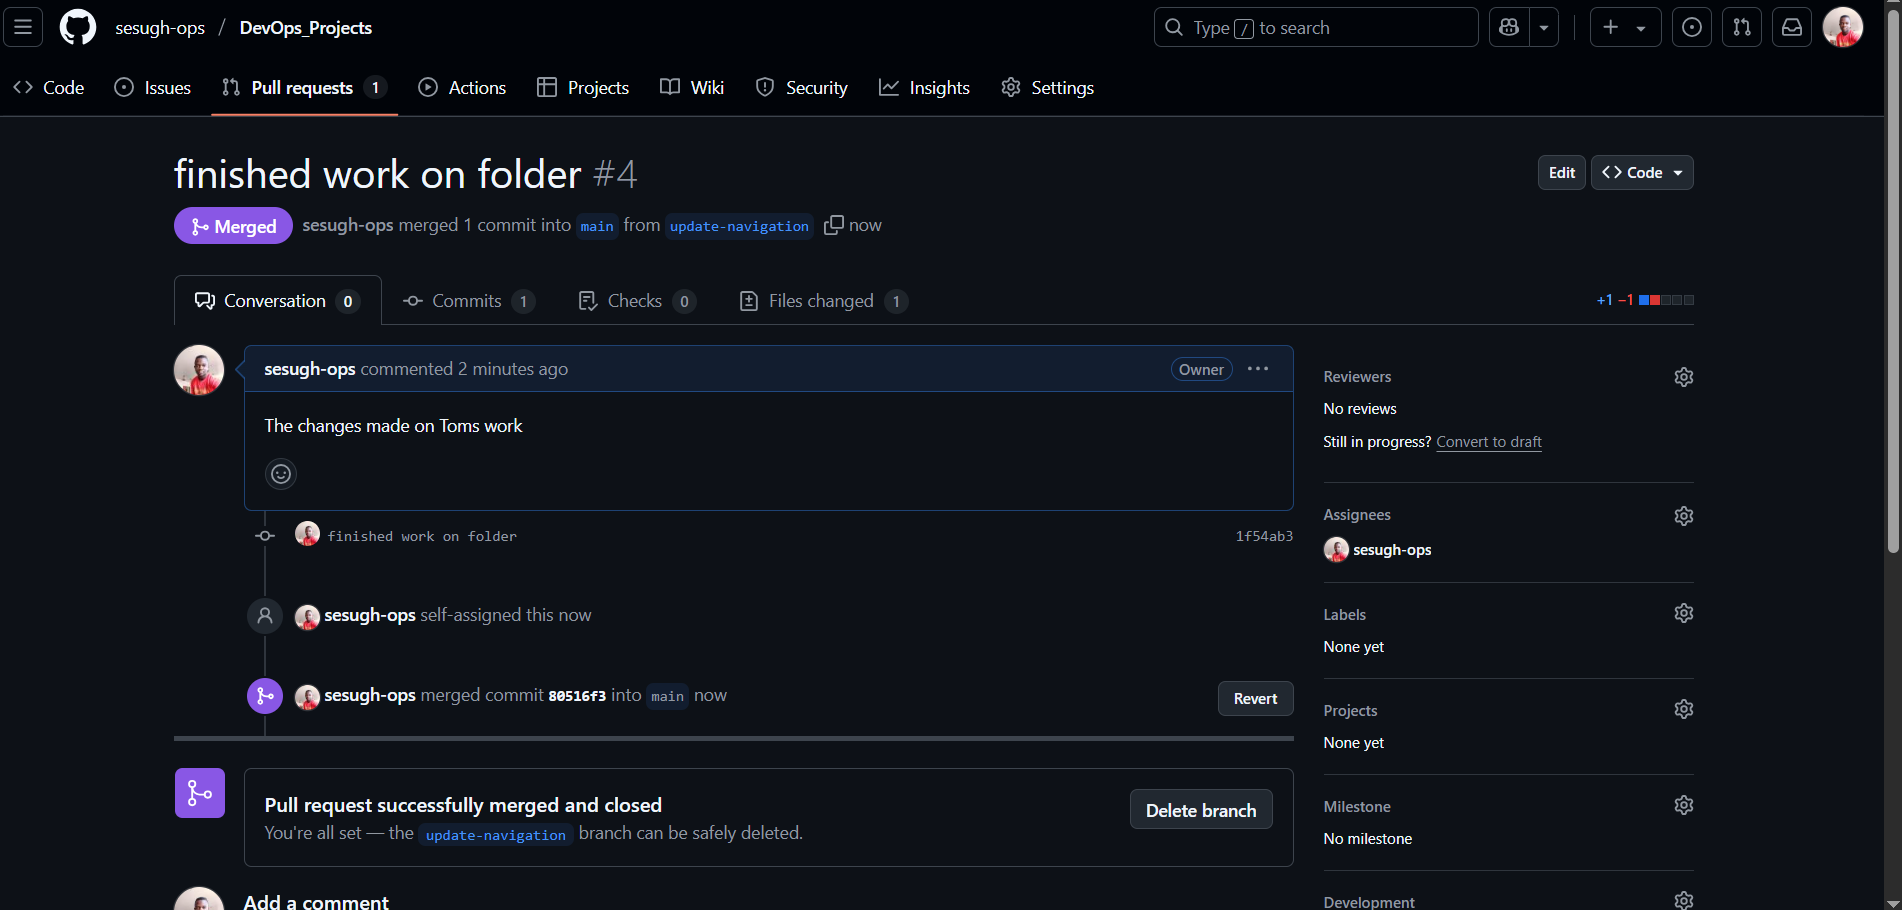 sesugh-ops / DevOps_Projects
Type / to search
Code
Issues
Pull requests 1
Actions
Projects
Wiki
Security
Insights
Settings
finished work on folder #4
Edit
Code
Merged
sesugh-ops merged 1 commit into main from update-navigation now
Conversation 0
Commits 1
Checks 0
Files changed 1
+1 −1
sesugh-ops commented 2 minutes ago
Owner
The changes made on Toms work
finished work on folder
1f54ab3
sesugh-ops self-assigned this now
sesugh-ops merged commit 80516f3 into main now
Revert
Pull request successfully merged and closed
You're all set — the update-navigation branch can be safely deleted.
Delete branch
Add a comment
Reviewers
No reviews
Still in progress? Convert to draft
Assignees
sesugh-ops
Labels
None yet
Projects
None yet
Milestone
No milestone
Development